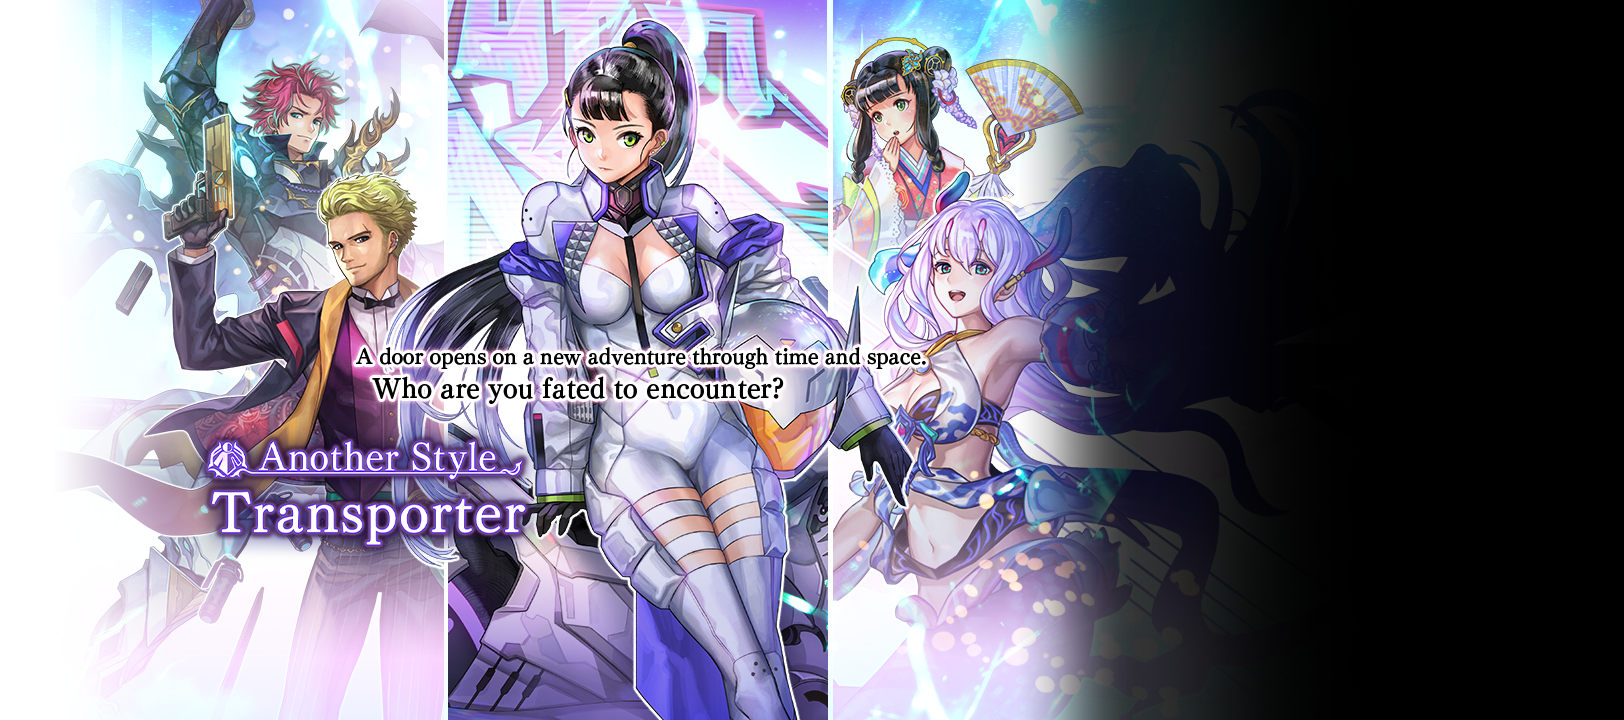 A door opens on a new adventure through time and space.
Who are you fated to encounter?
Another Style
Transporter